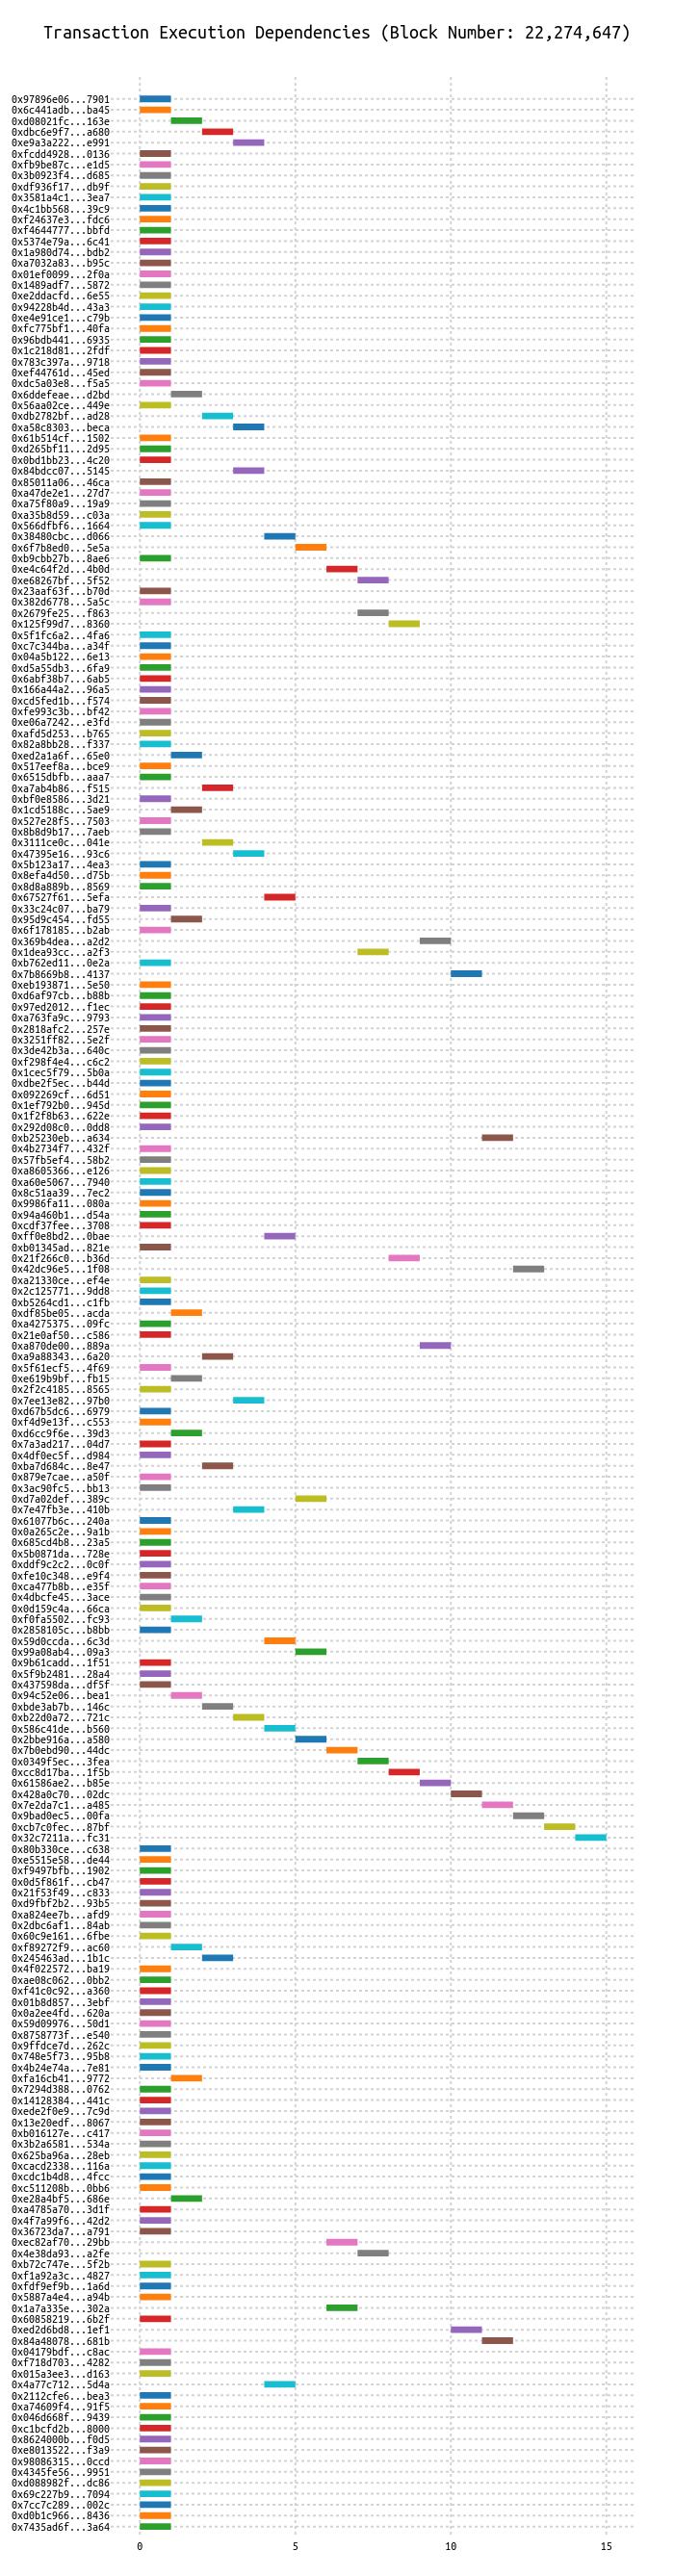 Transaction Execution Dependencies (Block Number: 22,274,647)
0x97896e06...7901
0x6c441adb...ba45
0xd08021fc...163e
0xdbc6e9f7...a680
0xe9a3a222...e991
0xfcdd4928...0136
0xfb9be87c...e1d5
0x3b0923f4...d685
0xdf936f17...db9f
0x3581a4c1...3ea7
0x4c1bb568...39c9
0xf24637e3...fdc6
0xf4644777...bbfd
0x5374e79a...6c41
0x1a980d74...bdb2
0xa7032a83...b95c
0x01ef0099...2f0a
0x1489adf7...5872
0xe2ddacfd...6e55
0x94228b4d...43a3
0xe4e91ce1...c79b
0xfc775bf1...40fa
0x96bdb441...6935
0x1c218d81...2fdf
0x783c397a...9718
0xef44761d...45ed
0xdc5a03e8...f5a5
0x6ddefeae...d2bd
0x56aa02ce...449e
0xdb2782bf...ad28
0xa58c8303...beca
0x61b514cf...1502
0xd265bf11...2d95
0x0bd1bb23...4c20
0x84bdcc07...5145
0x85011a06...46ca
0xa47de2e1...27d7
0xa75f80a9...19a9
0xa35b8d59...c03a
0x566dfbf6...1664
0x38480cbc...d066
0x6f7b8ed0...5e5a
0xb9cbb27b...8ae6
0xe4c64f2d...4b0d
0xe68267bf...5f52
0x23aaf63f...b70d
0x382d6778...5a5c
0x2679fe25...f863
0x125f99d7...8360
0x5f1fc6a2...4fa6
0xc7c344ba...a34f
0x04a5b122...6e13
0xd5a55db3...6fa9
0x6abf38b7...6ab5
0x166a44a2...96a5
0xcd5fed1b...f574
0xfe993c3b...bf42
0xe06a7242...e3fd
0xafd5d253...b765
0x82a8bb28...f337
0xed2a1a6f...65e0
0x517eef8a...bce9
0x6515dbfb...aaa7
0xa7ab4b86...f515
0xbf0e8586...3d21
0x1cd5188c...5ae9
0x527e28f5...7503
0x8b8d9b17...7aeb
0x3111ce0c...041e
0x47395e16...93c6
0x5b123a17...4ea3
0x8efa4d50...d75b
0x8d8a889b...8569
0x67527f61...5efa
0x33c24c07...ba79
0x95d9c454...fd55
0x6f178185...b2ab
0x369b4dea...a2d2
0x1dea93cc...a2f3
0xb762ed11...0e2a
0x7b8669b8...4137
0xeb193871...5e50
0xd6af97cb...b88b
0x97ed2012...f1ec
0xa763fa9c...9793
0x2818afc2...257e
0x3251ff82...5e2f
0x3de42b3a...640c
0xf298f4e4...c6c2
0x1cec5f79...5b0a
0xdbe2f5ec...b44d
0x092269cf...6d51
0x1ef792b0...945d
0x1f2f8b63...622e
0x292d08c0...0dd8
0xb25230eb...a634
0x4b2734f7...432f
0x57fb5ef4...58b2
0xa8605366...e126
0xa60e5067...7940
0x8c51aa39...7ec2
0x9986fa11...080a
0x94a460b1...d54a
0xcdf37fee...3708
0xff0e8bd2...0bae
0xb01345ad...821e
0x21f266c0...b36d
0x42dc96e5...1f08
0xa21330ce...ef4e
0x2c125771...9dd8
0xb5264cd1...c1fb
0xdf85be05...acda
0xa4275375...09fc
0x21e0af50...c586
0xa870de00...889a
0xa9a88343...6a20
0x5f61ecf5...4f69
0xe619b9bf...fb15
0x2f2c4185...8565
0x7ee13e82...97b0
0xd67b5dc6...6979
0xf4d9e13f...c553
0xd6cc9f6e...39d3
0x7a3ad217...04d7
0x4df0ec5f...d984
0xba7d684c...8e47
0x879e7cae...a50f
0x3ac90fc5...bb13
0xd7a02def...389c
0x7e47fb3e...410b
0x61077b6c...240a
0x0a265c2e...9a1b
0x685cd4b8...23a5
0x5b0871da...728e
0xddf9c2c2...0c0f
0xfe10c348...e9f4
0xca477b8b...e35f
0x4dbcfe45...3ace
0x0d159c4a...66ca
0xf0fa5502...fc93
0x2858105c...b8bb
0x59d0ccda...6c3d
0x99a08ab4...09a3
0x9b61cadd...1f51
0x5f9b2481...28a4
0x437598da...df5f
0x94c52e06...bea1
0xbde3ab7b...146c
0xb22d0a72...721c
0x586c41de...b560
0x2bbe916a...a580
0x7b0ebd90...44dc
0x0349f5ec...3fea
0xcc8d17ba...1f5b
0x61586ae2...b85e
0x428a0c70...02dc
0x7e2da7c1...a485
0x9bad0ec5...00fa
0xcb7c0fec...87bf
0x32c7211a...fc31
0x80b330ce...c638
0xe5515e58...de44
0xf9497bfb...1902
0x0d5f861f...cb47
0x21f53f49...c833
0xd9fbf2b2...93b5
0xa824ee7b...afd9
0x2dbc6af1...84ab
0x60c9e161...6fbe
0xf89272f9...ac60
0x245463ad...1b1c
0x4f022572...ba19
0xae08c062...0bb2
0xf41c0c92...a360
0x01b8d857...3ebf
0x0a2ee4fd...620a
0x59d09976...50d1
0x8758773f...e540
0x9ffdce7d...262c
0x748e5f73...95b8
0x4b24e74a...7e81
0xfa16cb41...9772
0x7294d388...0762
0x14128384...441c
0xede2f0e9...7c9d
0x13e20edf...8067
0xb016127e...c417
0x3b2a6581...534a
0x625ba96a...28eb
0xcacd2338...116a
0xcdc1b4d8...4fcc
0xc511208b...0bb6
0xe28a4bf5...686e
0xa4785a70...3d1f
0x4f7a99f6...42d2
0x36723da7...a791
0xec82af70...29bb
0x4e38da93...a2fe
0xb72c747e...5f2b
0xf1a92a3c...4827
0xfdf9ef9b...1a6d
0x5887a4e4...a94b
0x1a7a335e...302a
0x60858219...6b2f
0xed2d6bd8...1ef1
0x84a48078...681b
0x04179bdf...c8ac
0xf718d703...4282
0x015a3ee3...d163
0x4a77c712...5d4a
0x2112cfe6...bea3
0xa74609f4...91f5
0x046d668f...9439
0xc1bcfd2b...8000
0x8624000b...f0d5
0xe8013522...f3a9
0x98086315...0ccd
0x4345fe56...9951
0xd088982f...dc86
0x69c227b9...7094
0x7cc7c289...002c
0xd0b1c966...8436
0x7435ad6f...3a64
0 5 10 15